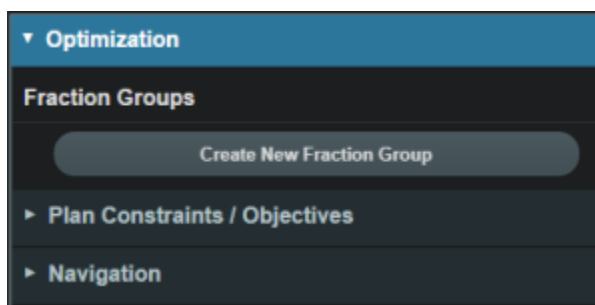 Optimization
Fraction Groups
Create New Fraction Group
Plan Constraints / Objectives
Navigation